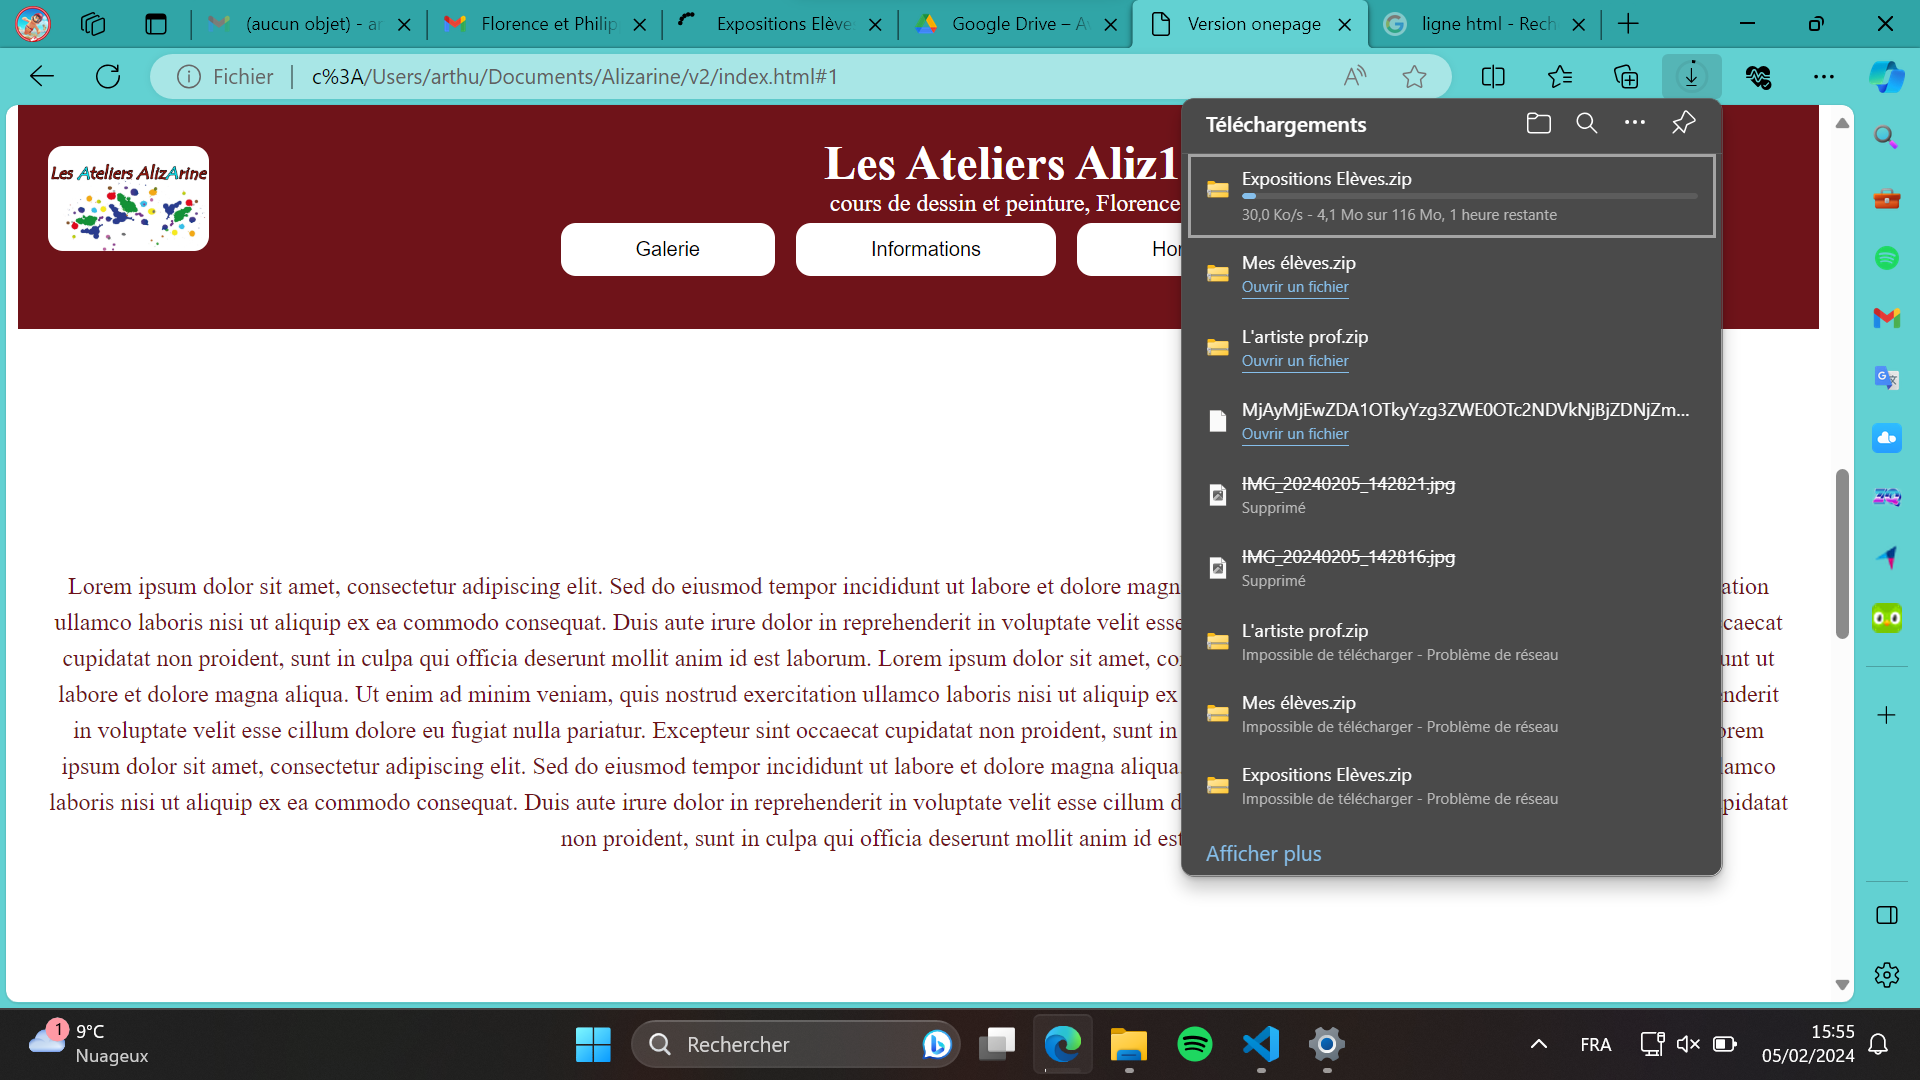 (aucun objet) - ar
Florence et Philip
Expositions Elève
Google Drive – Av
Version onepage
ligne html - Rech
Fichier
c%3A/Users/arthu/Documents/Alizarine/v2/index.html#1
Les Ateliers AlizArine
Les Ateliers Aliz1
cours de dessin et peinture, Florence
Galerie
Informations
Hor
Téléchargements
Expositions Elèves.zip
30,0 Ko/s - 4,1 Mo sur 116 Mo, 1 heure restante
Mes élèves.zip
Ouvrir un fichier
L'artiste prof.zip
Ouvrir un fichier
MjAyMjEwZDA1OTkyYzg3ZWE0OTc2NDVkNjBjZDNjZm...
Ouvrir un fichier
IMG_20240205_142821.jpg
Supprimé
IMG_20240205_142816.jpg
Supprimé
L'artiste prof.zip
Impossible de télécharger - Problème de réseau
Mes élèves.zip
Impossible de télécharger - Problème de réseau
Expositions Elèves.zip
Impossible de télécharger - Problème de réseau
Afficher plus
Lorem ipsum dolor sit amet, consectetur adipiscing elit. Sed do eiusmod tempor incididunt ut labore et dolore magn ation
ullamco laboris nisi ut aliquip ex ea commodo consequat. Duis aute irure dolor in reprehenderit in voluptate velit esse caecat
cupidatat non proident, sunt in culpa qui officia deserunt mollit anim id est laborum. Lorem ipsum dolor sit amet, co unt ut
labore et dolore magna aliqua. Ut enim ad minim veniam, quis nostrud exercitation ullamco laboris nisi ut aliquip ex nderit
in voluptate velit esse cillum dolore eu fugiat nulla pariatur. Excepteur sint occaecat cupidatat non proident, sunt in orem
ipsum dolor sit amet, consectetur adipiscing elit. Sed do eiusmod tempor incididunt ut labore et dolore magna aliqua. lamco
laboris nisi ut aliquip ex ea commodo consequat. Duis aute irure dolor in reprehenderit in voluptate velit esse cillum d pidatat
non proident, sunt in culpa qui officia deserunt mollit anim id est
1
9°C
Nuageux
Rechercher
FRA
15:55
05/02/2024